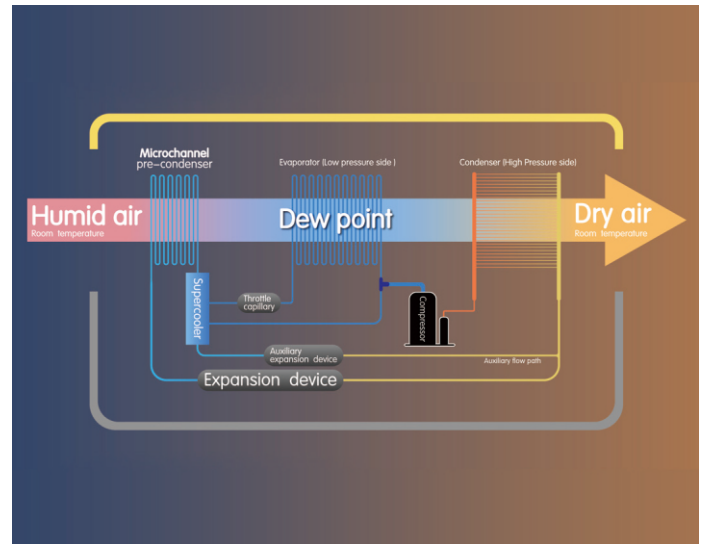 Microchannel
pre-condenser
Evaporator (Low pressure side )
Condenser (High Pressure side)
Humid air
Room temperature
Dew point
Dry air
Room temperature
Supercooler
Throttle
capillary
Compressor
Auxiliary
expansion device
Auxiliary flow path
Expansion device